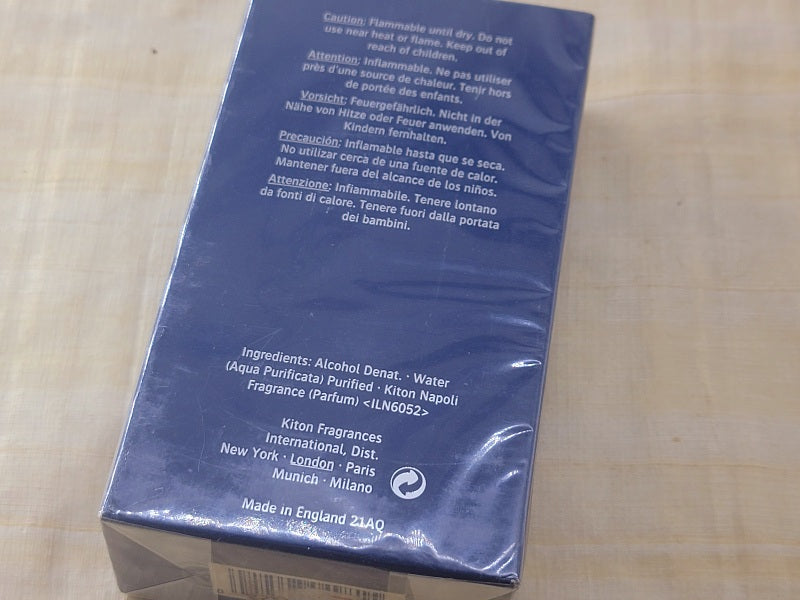 Caution: Flammable until dry. Do not
use near heat or flame. Keep out of
reach of children.
Attention: Inflammable. Ne pas utiliser
près d'une source de chaleur. Tenir hors
de portée des enfants.
Vorsicht: Feuergefährlich. Nicht in der
Nähe von Hitze oder Feuer anwenden. Von
Kindern fernhalten.
Precaución: Inflamable hasta que se seca.
No utilizar cerca de una fuente de calor.
Mantener fuera del alcance de los niños.
Attenzione: Infiammabile. Tenere lontano
da fonti di calore. Tenere fuori dalla portata
dei bambini.
Ingredients: Alcohol Denat. · Water
(Aqua Purificata) Purified · Kiton Napoli
Fragrance (Parfum) <ILN6052>
Kiton Fragrances
International, Dist.
New York · London · Paris
Munich · Milano
Made in England 21AQ